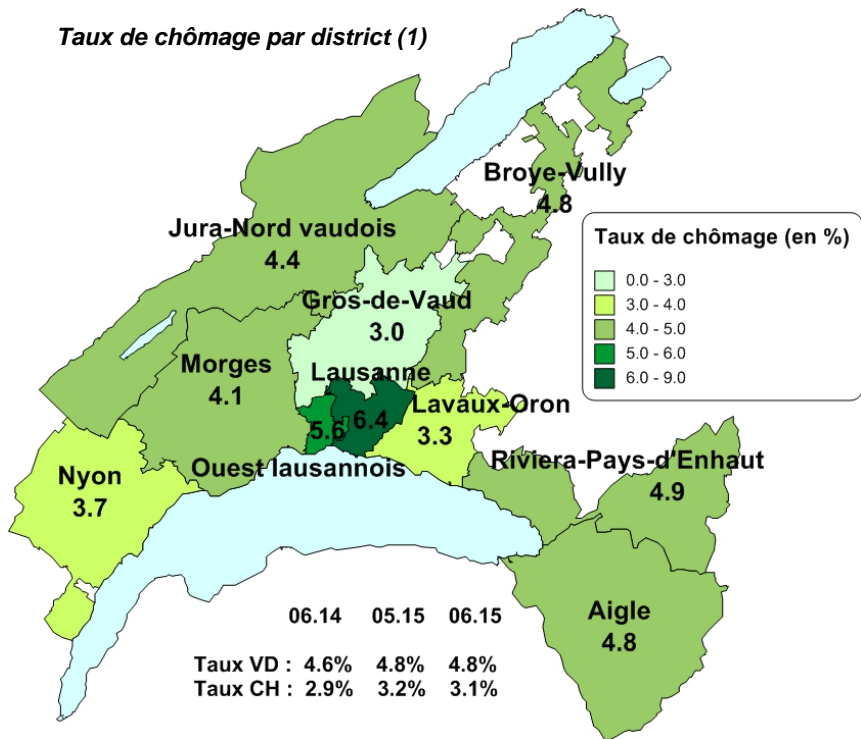 Taux de chômage par district (1)
Broye-Vully
4.8
Jura-Nord vaudois
4.4
Taux de chômage (en %)
0.0 - 3.0
3.0 - 4.0
4.0 - 5.0
5.0 - 6.0
6.0 - 9.0
Gros-de-Vaud
3.0
Morges
4.1
Lausanne
6.4
5.6
Ouest lausannois
Lavaux-Oron
3.3
Riviera-Pays-d'Enhaut
4.9
Nyon
3.7
Aigle
4.8
06.14 05.15 06.15
Taux VD : 4.6% 4.8% 4.8%
Taux CH : 2.9% 3.2% 3.1%